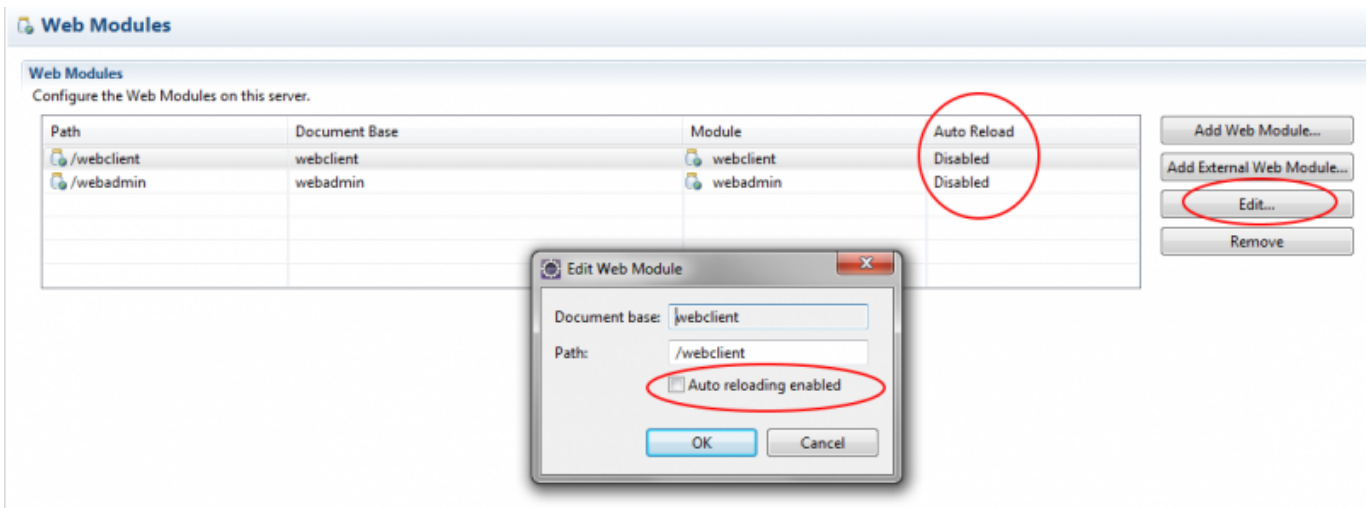 Web Modules
Web Modules
Configure the Web Modules on this server.
Path Document Base Module Auto Reload
/webclient webclient webclient Disabled
/webadmin webadmin webadmin Disabled
Add Web Module...
Add External Web Module...
Edit...
Remove
Edit Web Module
Document base: webclient
Path: /webclient
Auto reloading enabled
OK Cancel